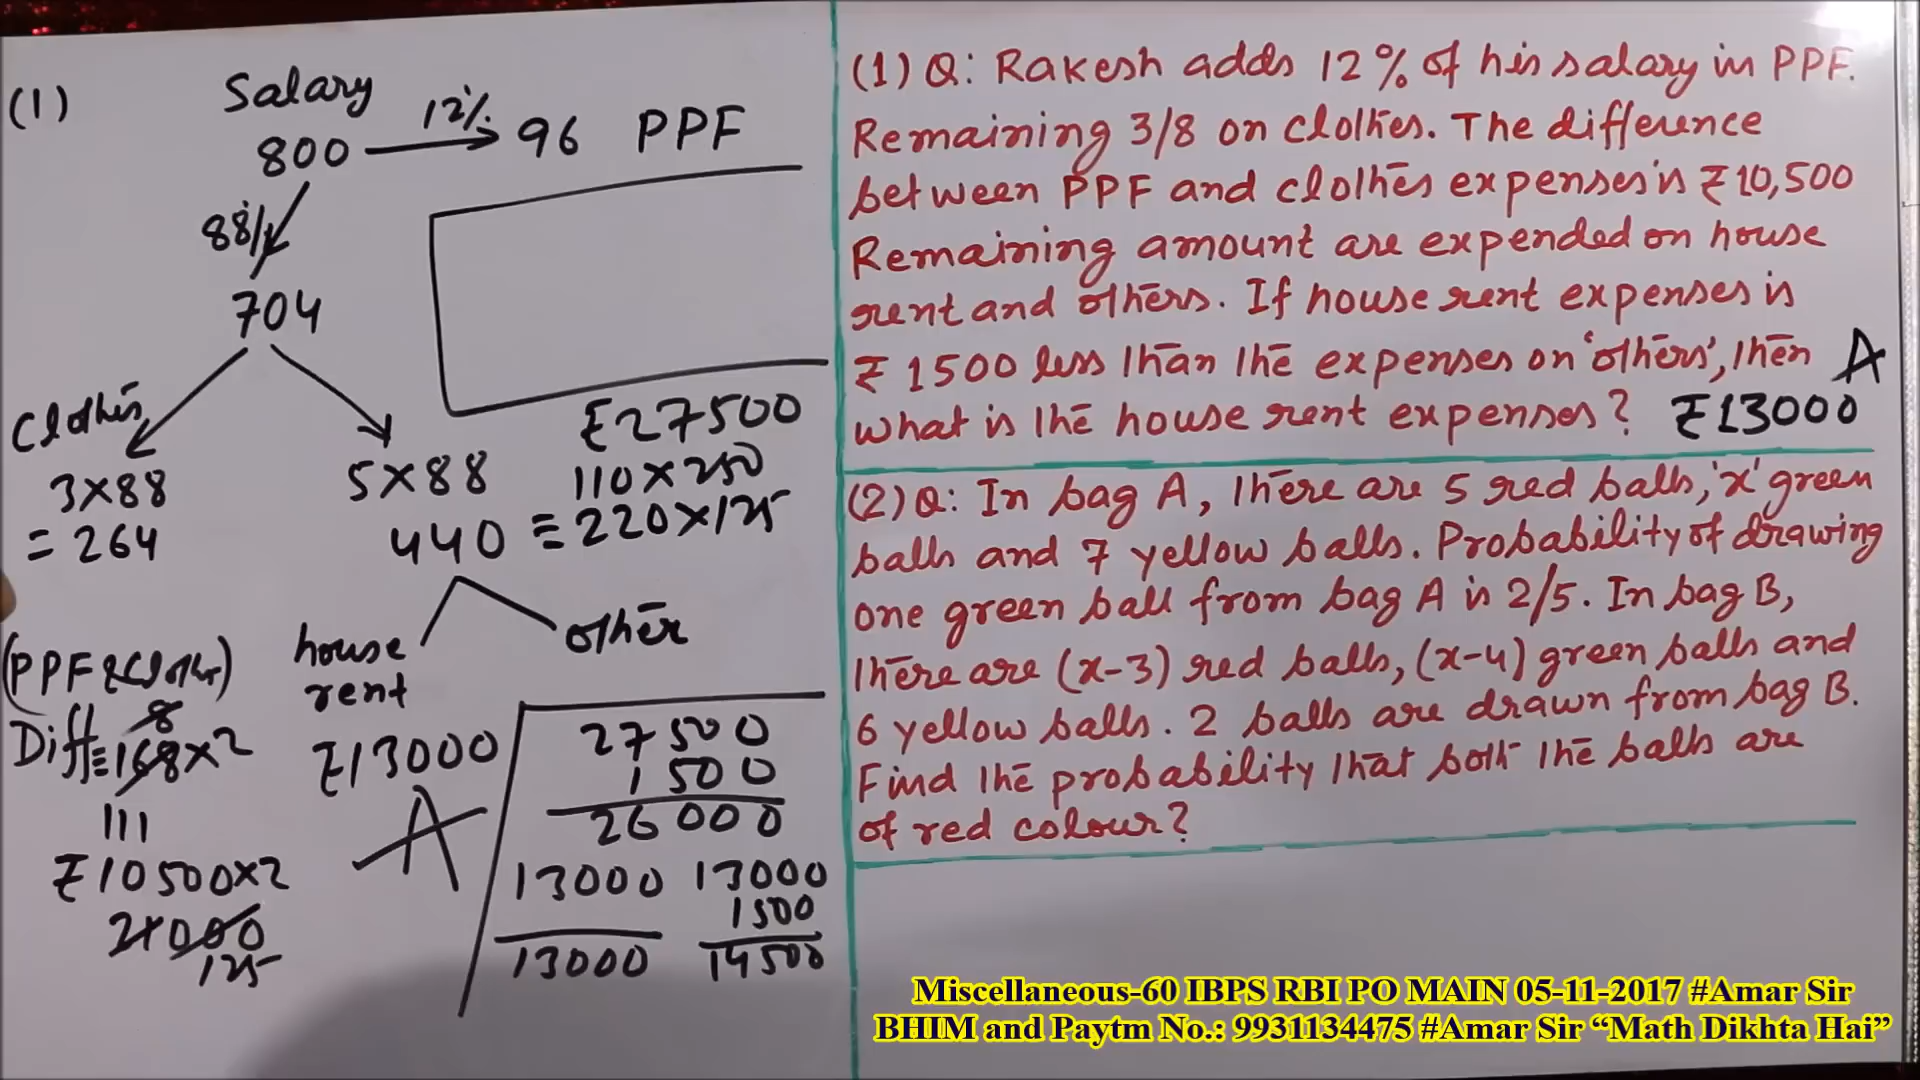 (1)
Salary
800 12% 96 PPF
88%
704
Clothes
3×88
= 264
5×88
440
₹27500
110×250
≡ 220×125
house
rent
other
(PPF & Clothes)
Diff ≡ 168×2
8
111
₹10500×2
21000
125
₹13000
A
27500
1500
26000
13000 13000
1500
13000 14500
(1) Q: Rakesh adds 12% of his salary in PPF.
Remaining 3/8 on clothes. The difference
between PPF and clothes expenses is ₹10,500
Remaining amount are expended on house
rent and others. If house rent expenses is
₹ 1500 less than the expenses on 'others', then A
what is the house rent expenses? ₹13000
(2) Q: In bag A, there are 5 red balls, 'x' green
balls and 7 yellow balls. Probability of drawing
one green ball from bag A is 2/5. In bag B,
there are (x-3) red balls, (x-4) green balls and
6 yellow balls. 2 balls are drawn from bag B.
Find the probability that both the balls are
of red colour?
Miscellaneous-60 IBPS RBI PO MAIN 05-11-2017 #Amar Sir
BHIM and Paytm No.: 9931134475 #Amar Sir “Math Dikhta Hai”